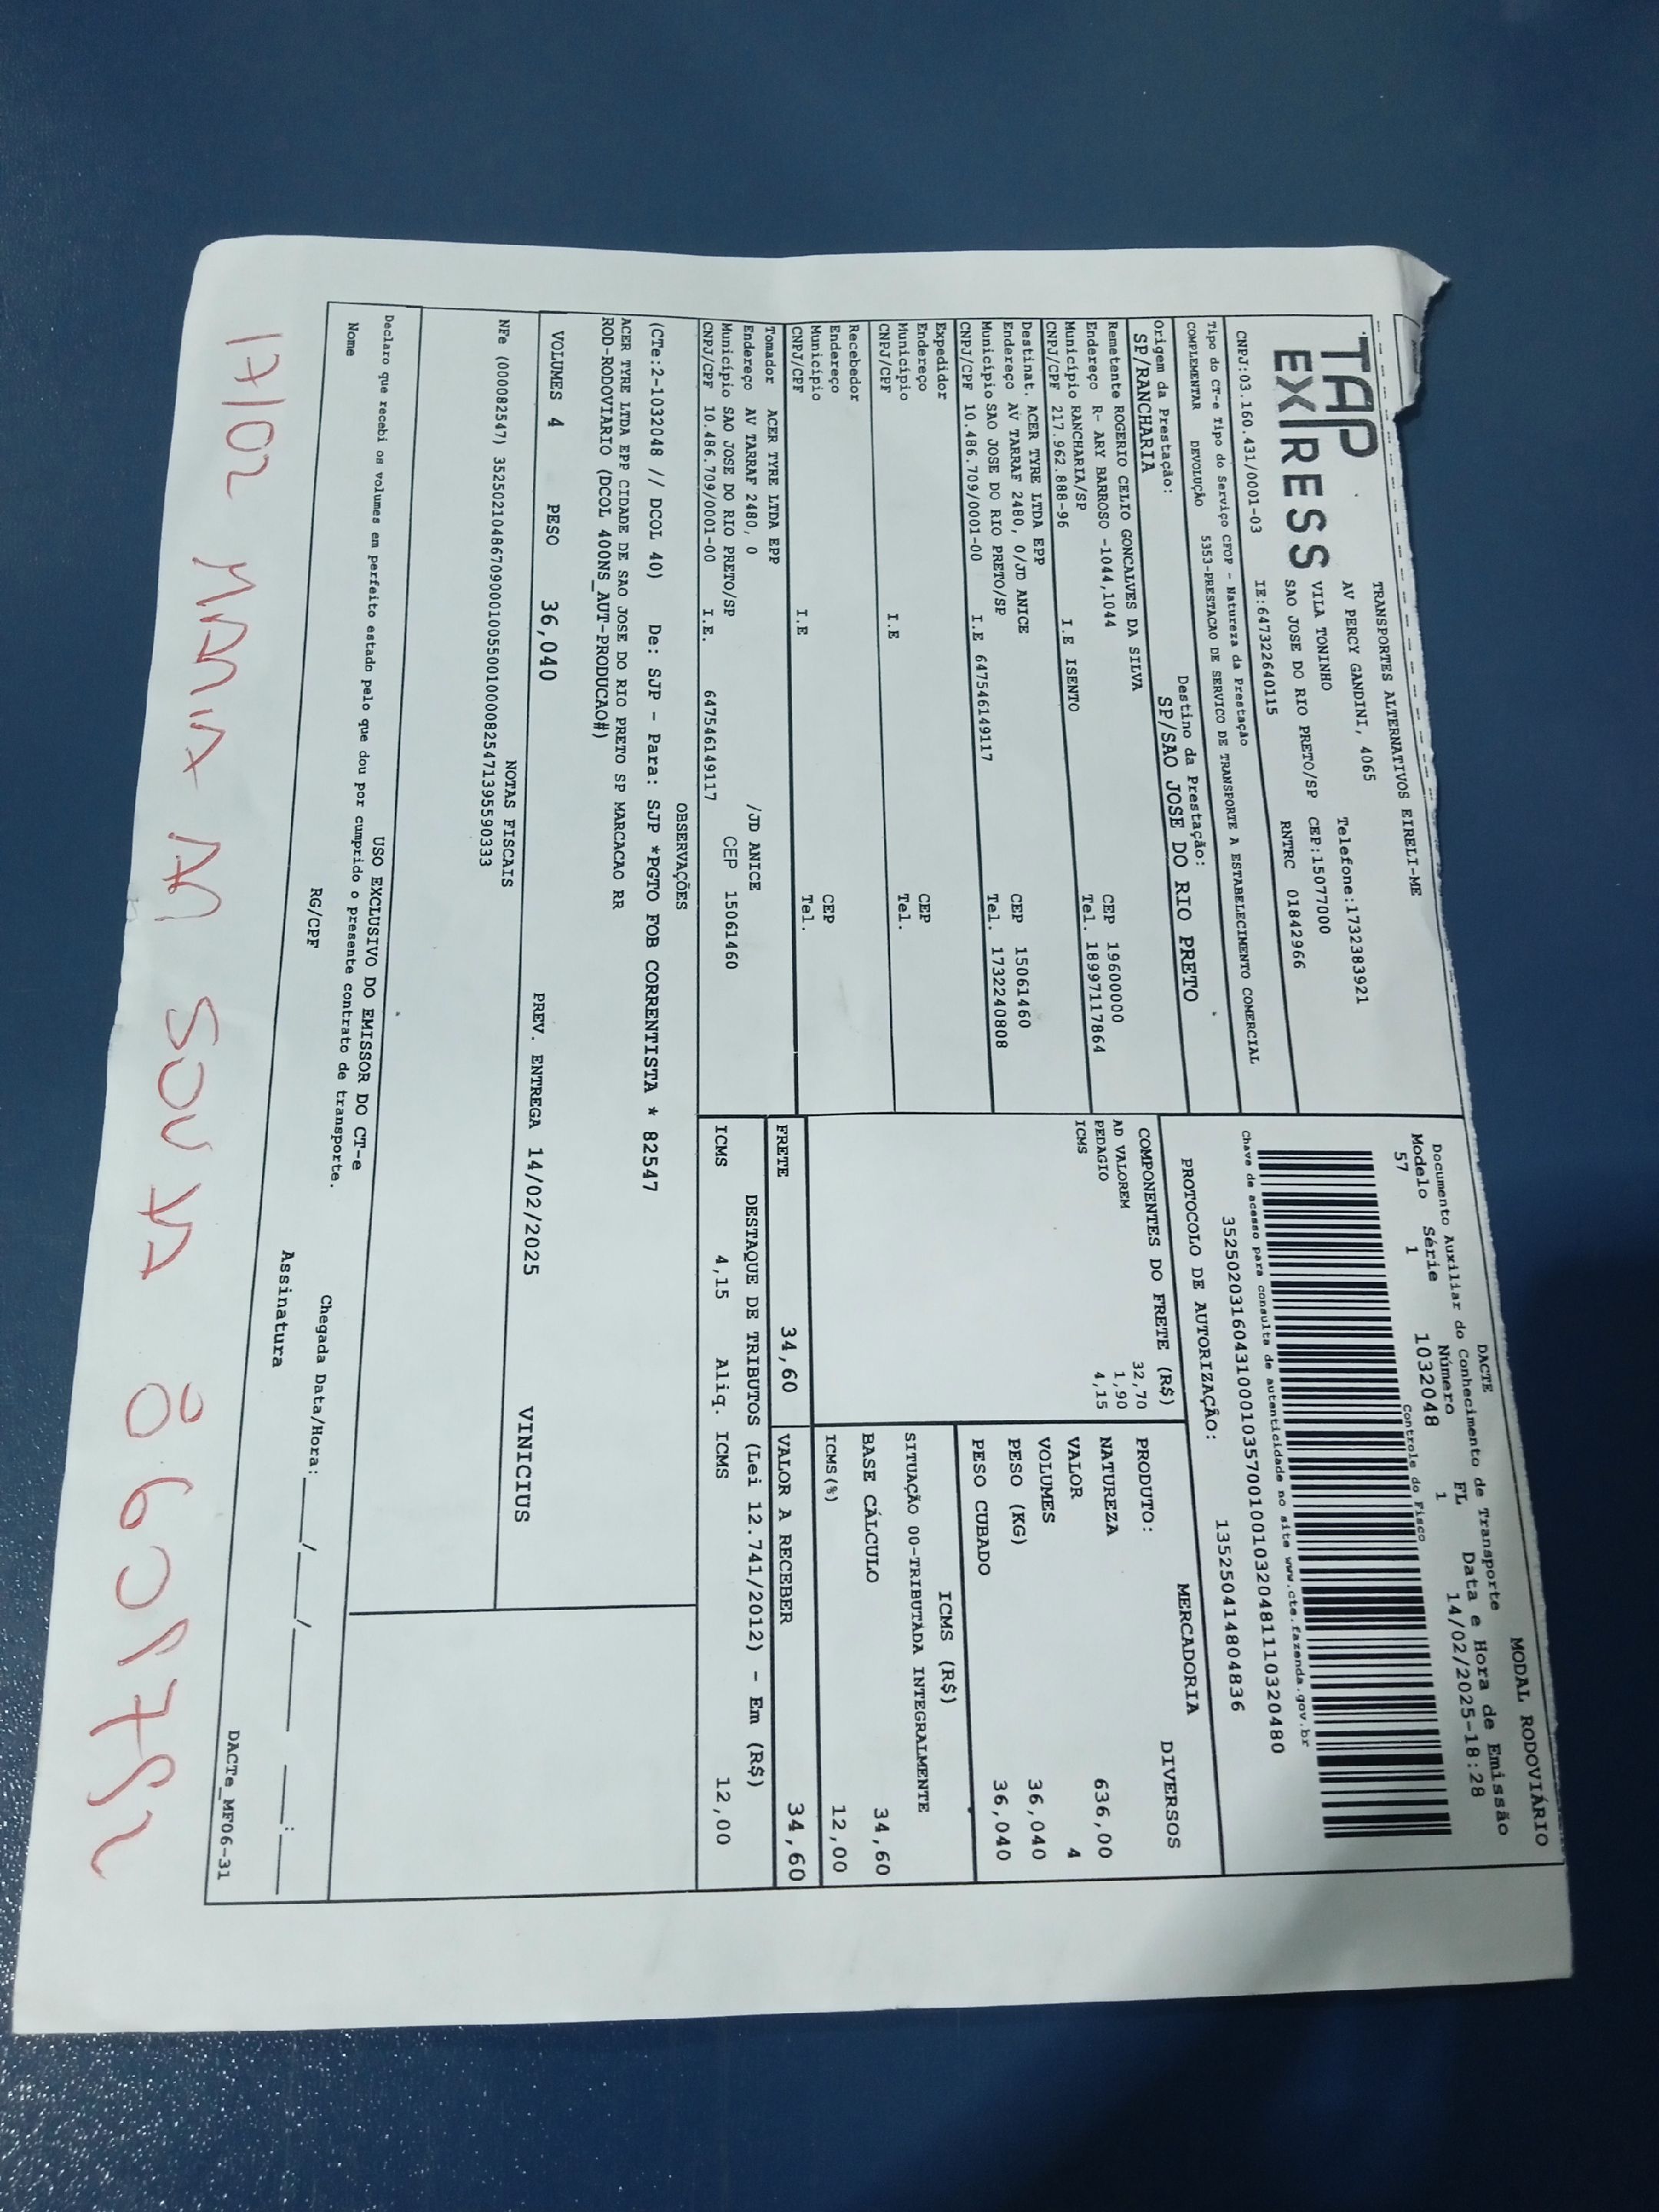 MODAL RODOVIÁRIO
TAP EXPRESS
TRANSPORTES ALTERNATIVOS EIRELI-ME
AV PERCY GANDINI, 4065 Telefone:1732383921
VILA TONINHO CEP:15077000
SAO JOSE DO RIO PRETO/SP RNTRC 01842966
CNPJ:03.160.431/0001-03 IE:647322640115
DACTE
Documento Auxiliar do Conhecimento de Transporte
Modelo Série Número FL Data e Hora de Emissão
57 1 1032048 1 14/02/2025-18:28
Controle do Fisco
Tipo do CT-e Tipo do Serviço CFOP - Natureza da Prestação
COMPLEMENTAR DEVOLUÇÃO 5353-PRESTACAO DE SERVICO DE TRANSPORTE A ESTABELECIMENTO COMERCIAL
Chave de acesso para consulta de autenticidade no site www.cte.fazenda.gov.br
35250203160431000103570010010320481110320480
PROTOCOLO DE AUTORIZAÇÃO: 135250414804836
Origem da Prestação: Destino da Prestação:
SP/RANCHARIA SP/SAO JOSE DO RIO PRETO
Remetente ROGERIO CELIO GONCALVES DA SILVA
Endereço R- ARY BARROSO -1044,1044 CEP 19600000
Município RANCHARIA/SP Tel. 18997117864
CNPJ/CPF 217.962.888-96 I.E ISENTO
Destinat. ACER TYRE LTDA EPP
Endereço AV TARRAF 2480, 0/JD ANICE CEP 15061460
Município SAO JOSE DO RIO PRETO/SP Tel. 1732240808
CNPJ/CPF 10.486.709/0001-00 I.E 647546149117
Expedidor
Endereço CEP
Município Tel.
CNPJ/CPF I.E
Recebedor
Endereço CEP
Município Tel.
CNPJ/CPF I.E
Tomador ACER TYRE LTDA EPP
Endereço AV TARRAF 2480, 0 /JD ANICE
Município SAO JOSE DO RIO PRETO/SP CEP 15061460
CNPJ/CPF 10.486.709/0001-00 I.E. 647546149117
COMPONENTES DO FRETE (R$)
AD VALOREM 32,70
PEDAGIO 1,90
ICMS 4,15
MERCADORIA
PRODUTO: DIVERSOS
NATUREZA
VALOR 636,00
VOLUMES 4
PESO (KG) 36,040
PESO CUBADO 36,040
ICMS (R$)
SITUAÇÃO 00-TRIBUTADA INTEGRALMENTE
BASE CÁLCULO 34,60
ICMS(%) 12,00
FRETE 34,60 VALOR A RECEBER 34,60
DESTAQUE DE TRIBUTOS (Lei 12.741/2012) - Em (R$)
ICMS 4,15 Aliq. ICMS 12,00
OBSERVAÇÕES
(CTe:2-1032048 // DCOL 40) De: SJP - Para: SJP *PGTO FOB CORRENTISTA * 82547
ACER TYRE LTDA EPP CIDADE DE SAO JOSE DO RIO PRETO SP MARCACAO RR
ROD-RODOVIARIO (DCOL 400NS_AUT-PRODUCAO#)
VOLUMES 4 PESO 36,040 PREV. ENTREGA 14/02/2025 VINICIUS
NOTAS FISCAIS
NFe (000082547) 35250210486709000100550010000825471395590333
USO EXCLUSIVO DO EMISSOR DO CT-e
Declaro que recebi os volumes em perfeito estado pelo que dou por cumprido o presente contrato de transporte.
Nome RG/CPF Chegada Data/Hora:____/____/______ ____:____
Assinatura
DACTe_MF06-31
17/02